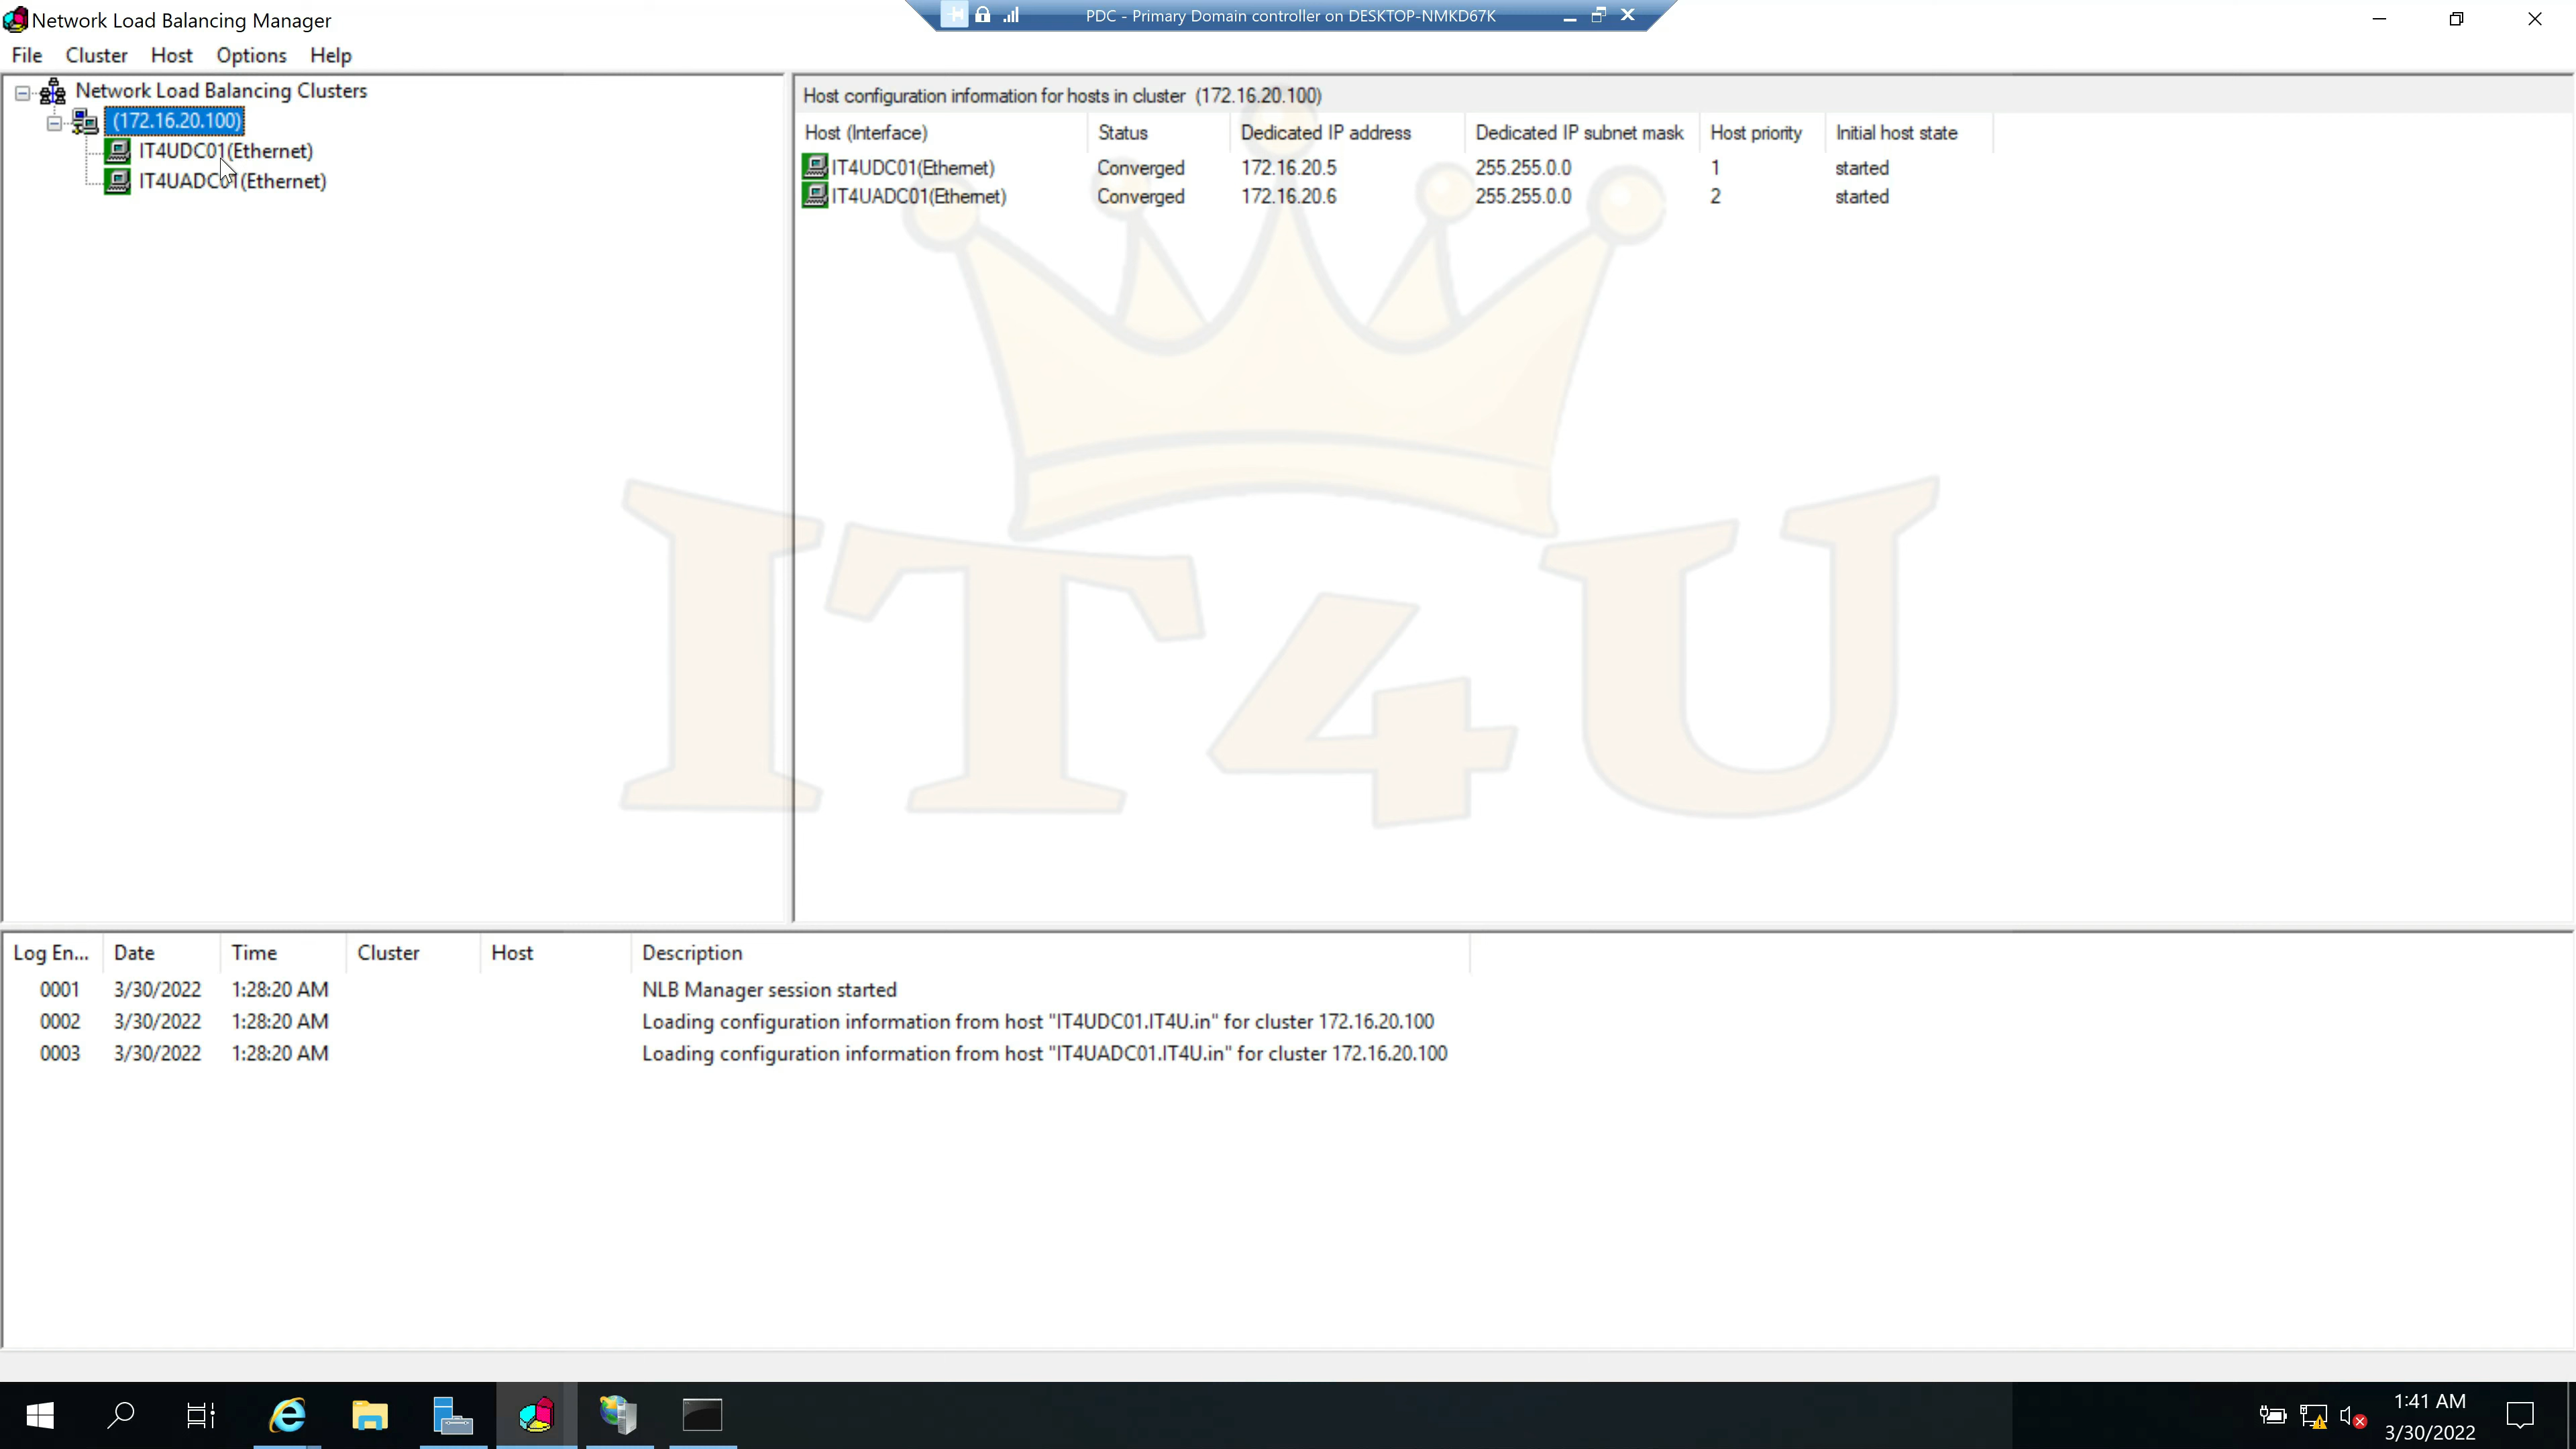 Network Load Balancing Manager
PDC - Primary Domain controller on DESKTOP-NMKD67K
File Cluster Host Options Help
Network Load Balancing Clusters
(172.16.20.100)
IT4UDC01(Ethernet)
IT4UADC01(Ethernet)
Host configuration information for hosts in cluster (172.16.20.100)
Host (Interface) Status Dedicated IP address Dedicated IP subnet mask Host priority Initial host state
IT4UDC01(Ethernet) Converged 172.16.20.5 255.255.0.0 1 started
IT4UADC01(Ethernet) Converged 172.16.20.6 255.255.0.0 2 started
IT4U
Log En... Date Time Cluster Host Description
0001 3/30/2022 1:28:20 AM NLB Manager session started
0002 3/30/2022 1:28:20 AM Loading configuration information from host "IT4UDC01.IT4U.in" for cluster 172.16.20.100
0003 3/30/2022 1:28:20 AM Loading configuration information from host "IT4UADC01.IT4U.in" for cluster 172.16.20.100
1:41 AM
3/30/2022